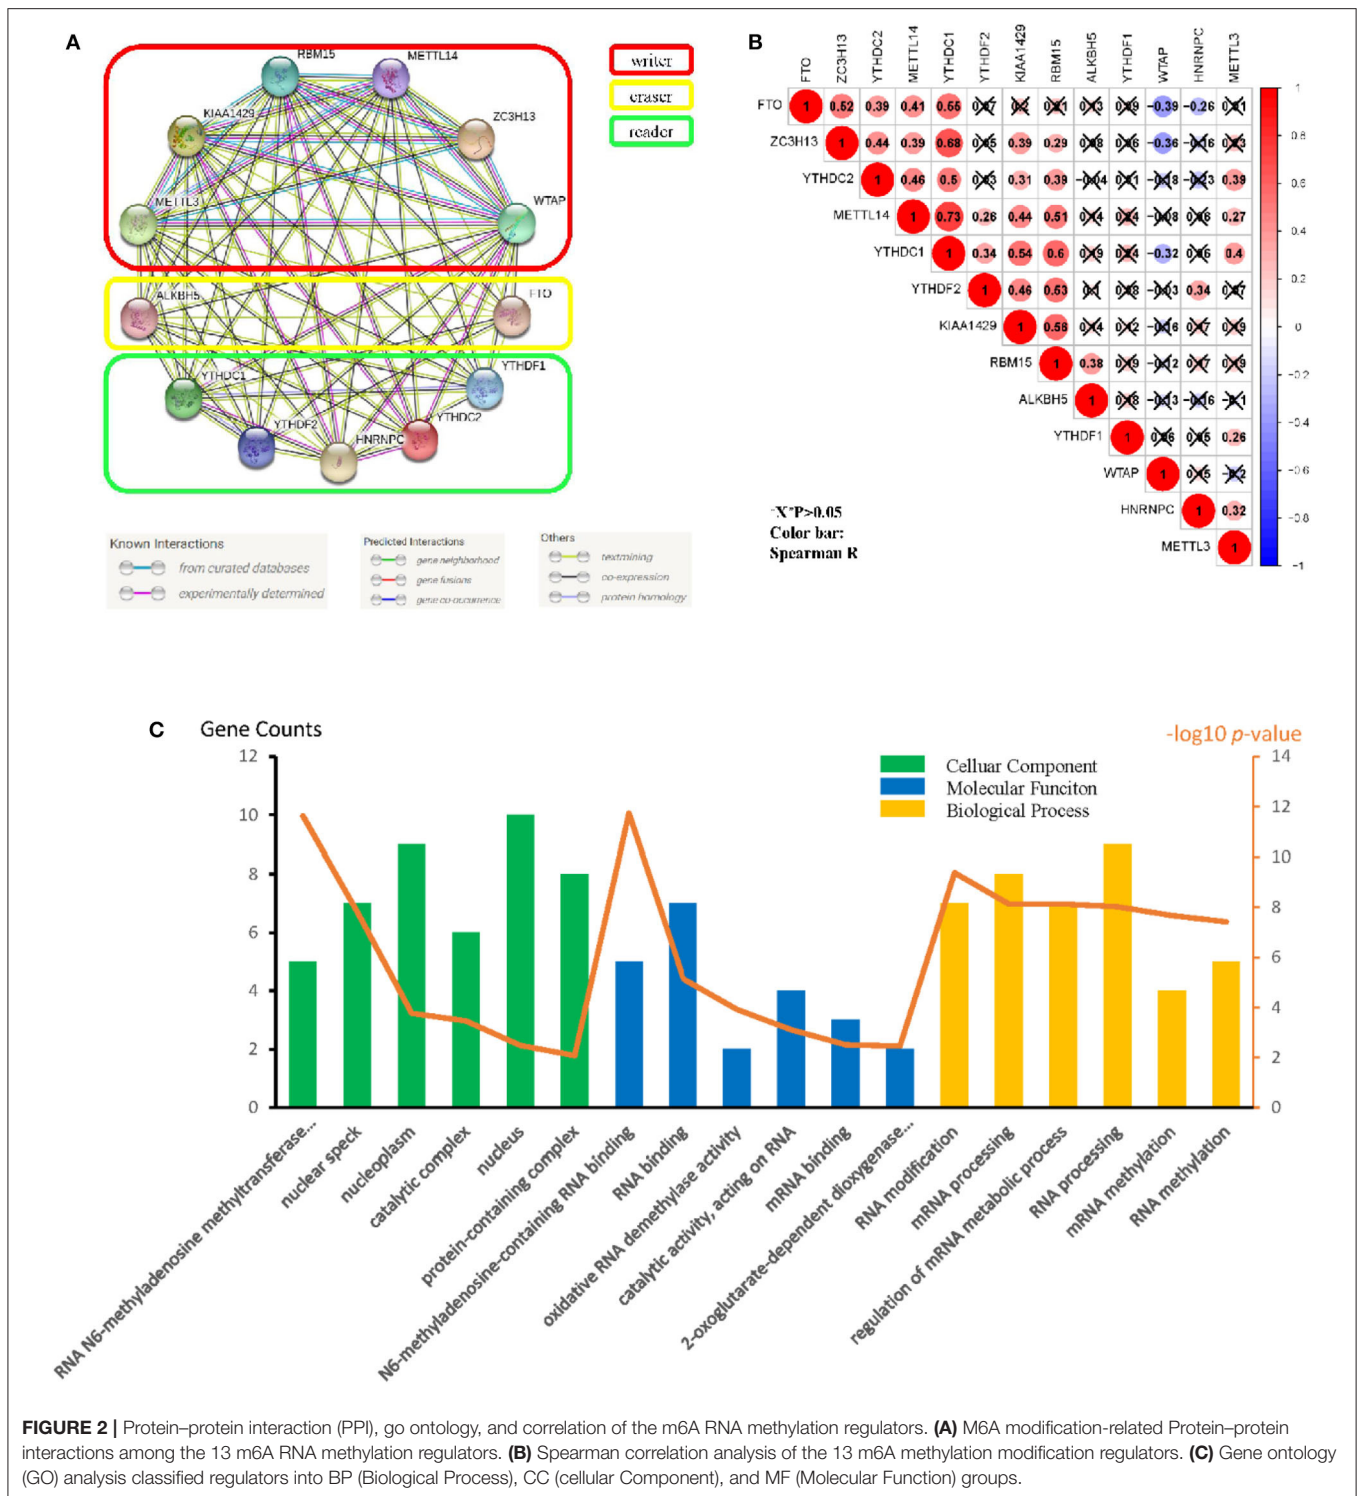 A
RBM15
METTL14
KIAA1429
ZC3H13
METTL3
WTAP
ALKBH5
FTO
YTHDC1
YTHDF1
YTHDF2
YTHDC2
HNRNPC
writer
eraser
reader
Known Interactions
from curated databases
experimentally determined
Predicted Interactions
gene neighborhood
gene fusions
gene co-occurrence
Others
textmining
co-expression
protein homology
B
FTO ZC3H13 YTHDC2 METTL14 YTHDC1 YTHDF2 KIAA1429 RBM15 ALKBH5 YTHDF1 WTAP HNRNPC METTL3
FTO 1 0.52 0.39 0.41 0.55 -0.39 -0.26
ZC3H13 1 0.44 0.39 0.68 0.39 0.29 -0.36
YTHDC2 1 0.46 0.5 0.31 0.39 0.39
METTL14 1 0.73 0.26 0.44 0.51 0.27
YTHDC1 1 0.34 0.54 0.6 -0.32 0.4
YTHDF2 1 0.46 0.53 0.34
KIAA1429 1 0.56
RBM15 1 0.38
ALKBH5 1
YTHDF1 1 0.26
WTAP 1
HNRNPC 1 0.32
METTL3 1
1
0.8
0.6
0.4
0.2
0
-0.2
-0.4
-0.6
-0.8
-1
"X"P>0.05
Color bar:
Spearman R
C
Gene Counts
-log10 p-value
12
10
8
6
4
2
0
14
12
10
8
6
4
2
0
Celluar Component
Molecular Funciton
Biological Process
RNA N6-methyladenosine methyltransferase...
nuclear speck
nucleoplasm
catalytic complex
nucleus
protein-containing complex
N6-methyladenosine-containing RNA binding
RNA binding
oxidative RNA demethylase activity
catalytic activity, acting on RNA
mRNA binding
2-oxoglutarate-dependent dioxygenase...
RNA modification
mRNA processing
regulation of mRNA metabolic process
RNA processing
mRNA methylation
RNA methylation
FIGURE 2 | Protein–protein interaction (PPI), go ontology, and correlation of the m6A RNA methylation regulators. (A) M6A modification-related Protein–protein
interactions among the 13 m6A RNA methylation regulators. (B) Spearman correlation analysis of the 13 m6A methylation modification regulators. (C) Gene ontology
(GO) analysis classified regulators into BP (Biological Process), CC (cellular Component), and MF (Molecular Function) groups.